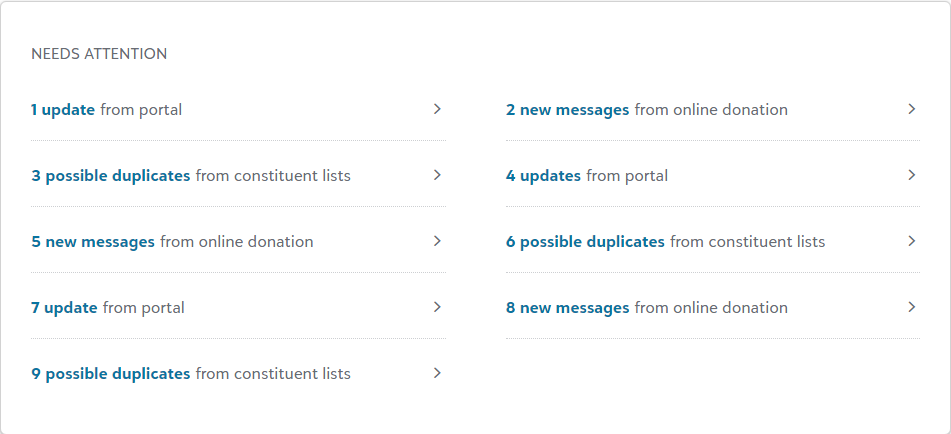 NEEDS ATTENTION
1 update from portal
2 new messages from online donation
3 possible duplicates from constituent lists
4 updates from portal
5 new messages from online donation
6 possible duplicates from constituent lists
7 update from portal
8 new messages from online donation
9 possible duplicates from constituent lists